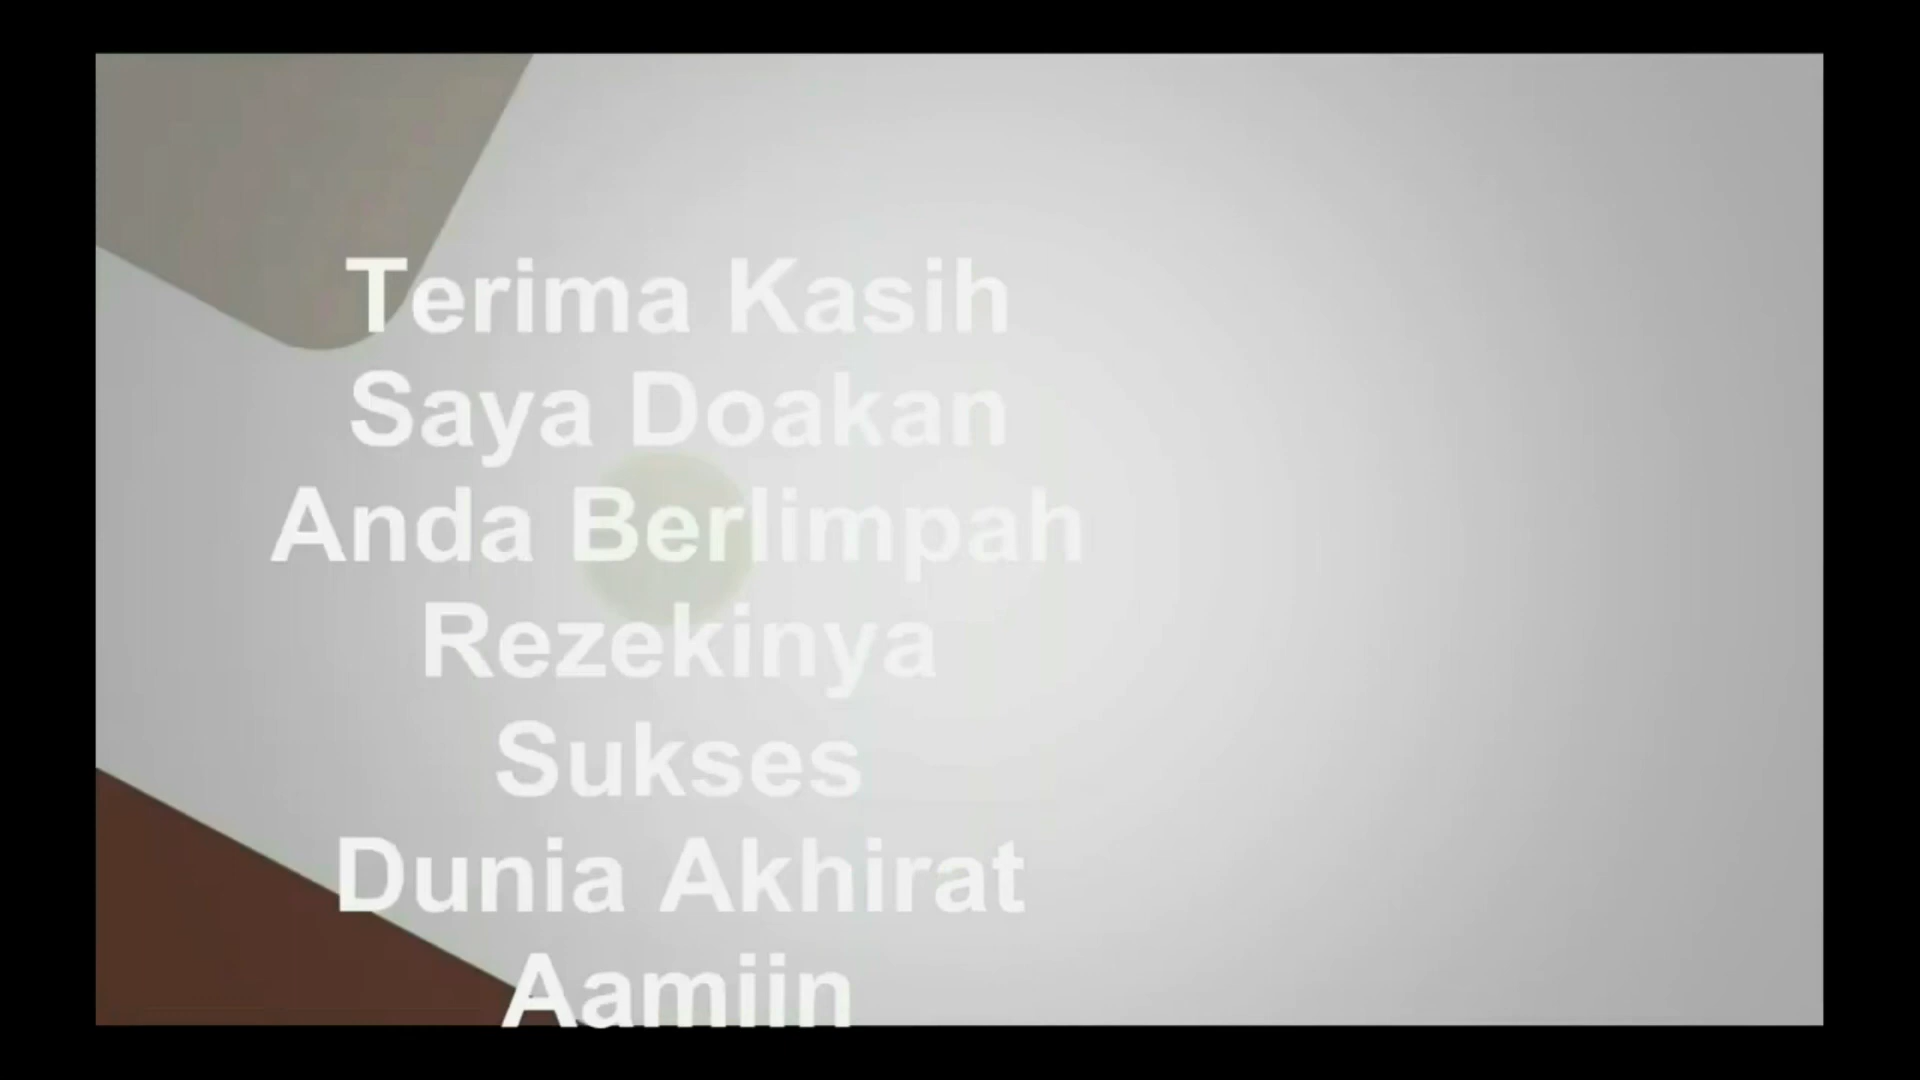 Terima Kasih
Saya Doakan
Anda Berlimpah
Rezekinya
Sukses
Dunia Akhirat
Aamiin